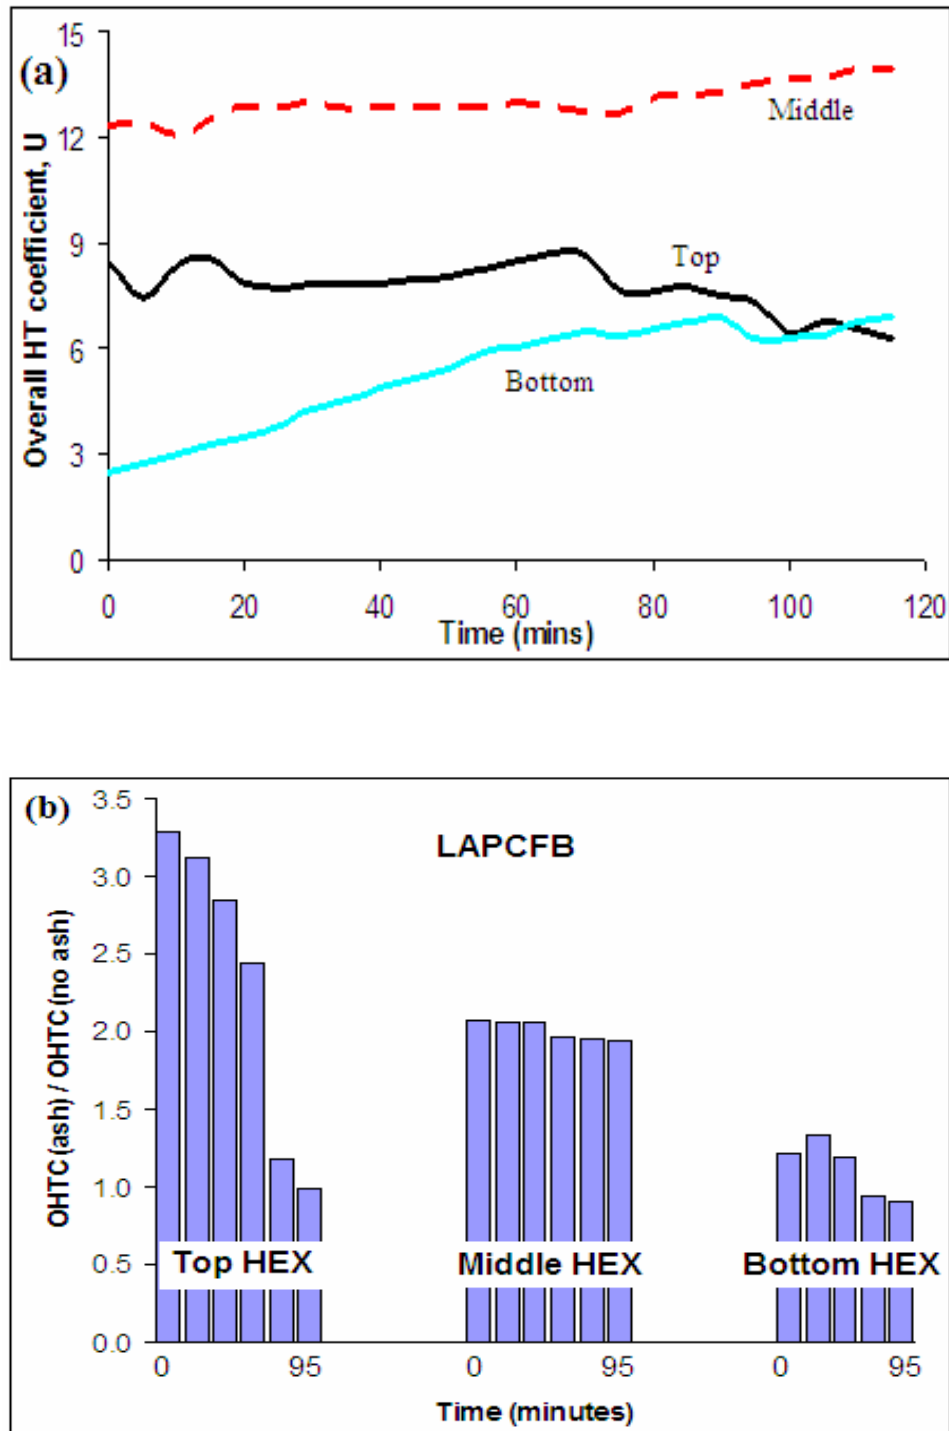 (a)
Overall HT coefficient, U
15
12
9
6
3
0
Middle
Top
Bottom
0 20 40 60 80 100 120
Time (mins)
(b)
LAPCFB
OHTC(ash) / OHTC(no ash)
3.5
3.0
2.5
2.0
1.5
1.0
0.5
0.0
Top HEX Middle HEX Bottom HEX
0 95 0 95 0 95
Time (minutes)